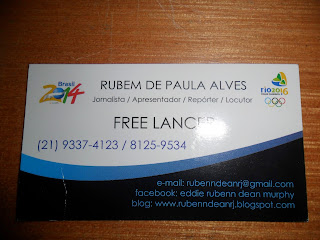 Brasil
2014
RUBEM DE PAULA ALVES
Jornalista / Apresentador / Repórter / Locutor
rio2016
FREE LANCER
(21) 9337-4123 / 8125-9534
e-mail: rubenndeanrj@gmail.com
facebook: eddie rubenn dean murphy
blog: www.rubenndeanrj.blogspot.com